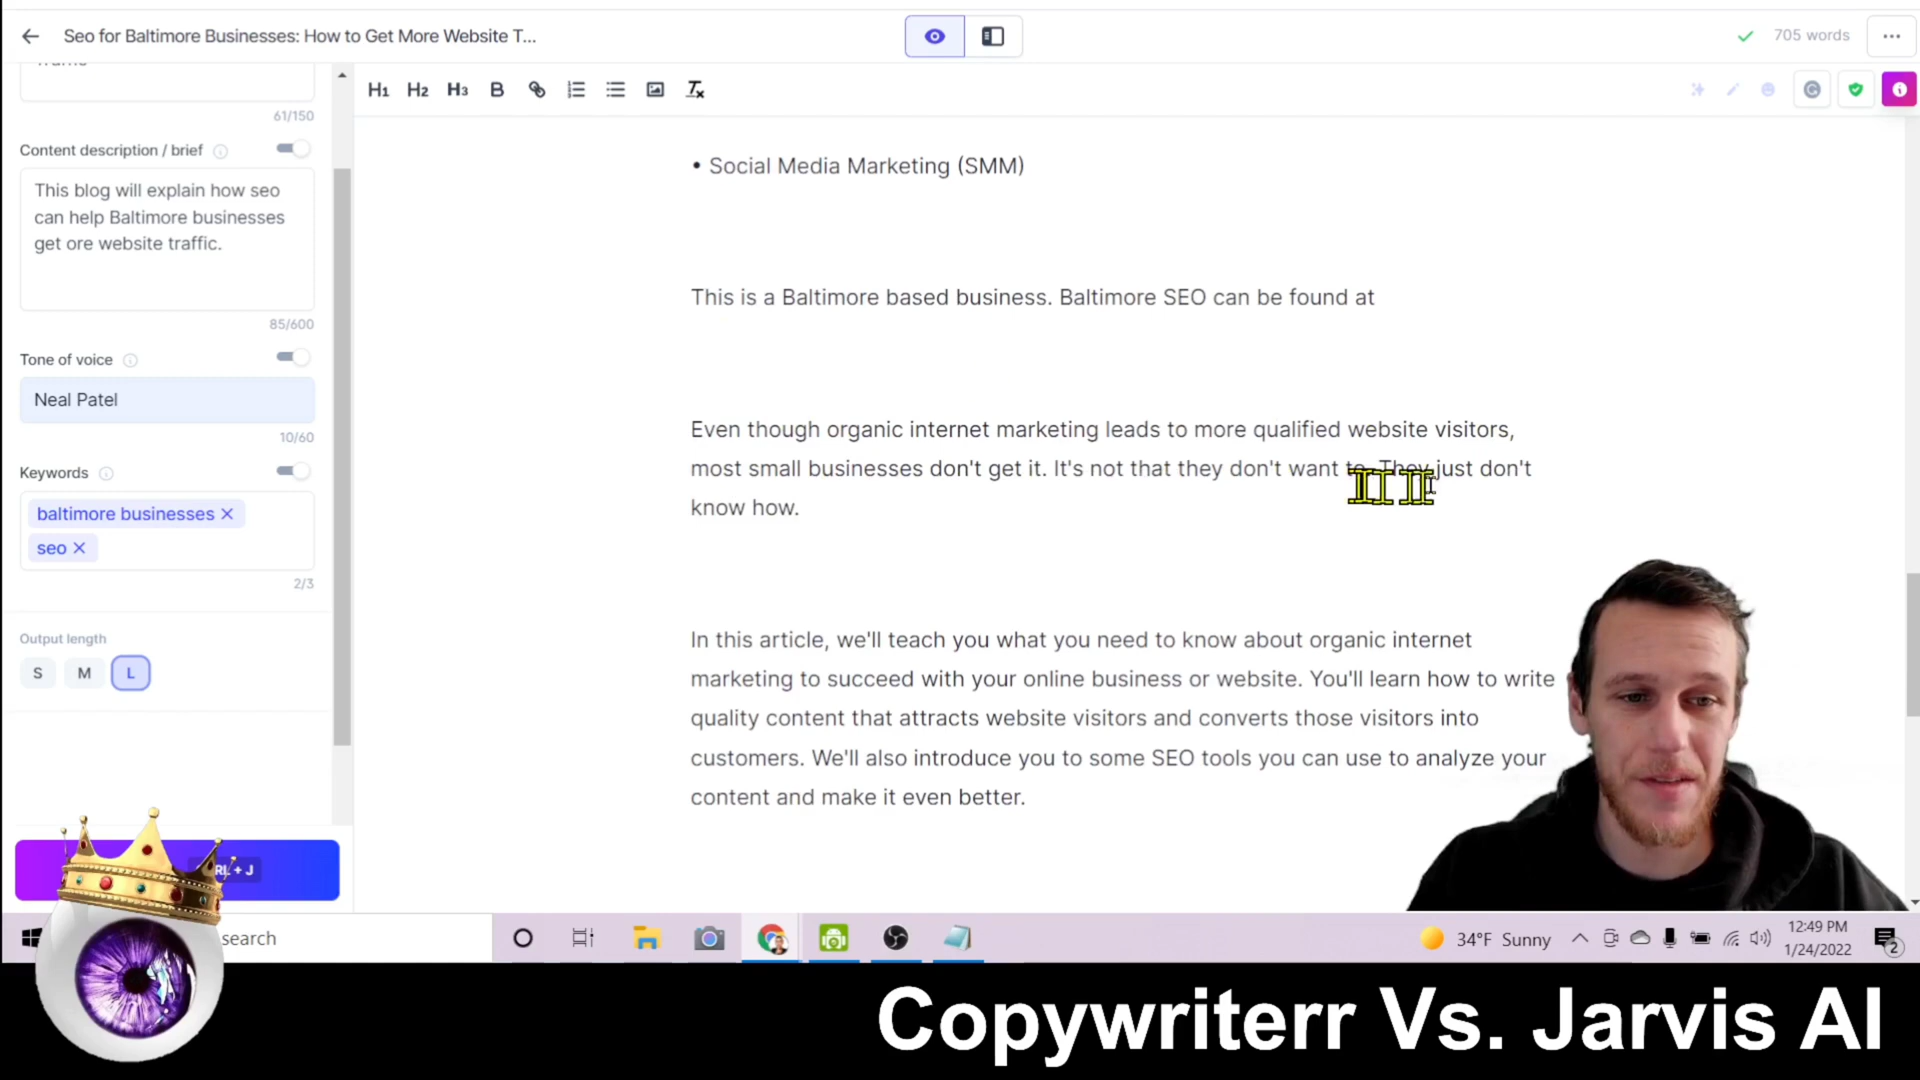 Seo for Baltimore Businesses: How to Get More Website T...
705 words
H1 H2 H3 B
61/150
Content description / brief
This blog will explain how seo
can help Baltimore businesses
get ore website traffic.
85/600
Tone of voice
Neal Patel
10/60
Keywords
baltimore businesses ×
seo ×
2/3
Output length
S M L
RL + J
• Social Media Marketing (SMM)
This is a Baltimore based business. Baltimore SEO can be found at
Even though organic internet marketing leads to more qualified website visitors,
most small businesses don't get it. It's not that they don't want to. They just don't
know how.
In this article, we'll teach you what you need to know about organic internet
marketing to succeed with your online business or website. You'll learn how to write
quality content that attracts website visitors and converts those visitors into
customers. We'll also introduce you to some SEO tools you can use to analyze your
content and make it even better.
search
34°F Sunny
12:49 PM
1/24/2022
2
Copywriterr Vs. Jarvis AI